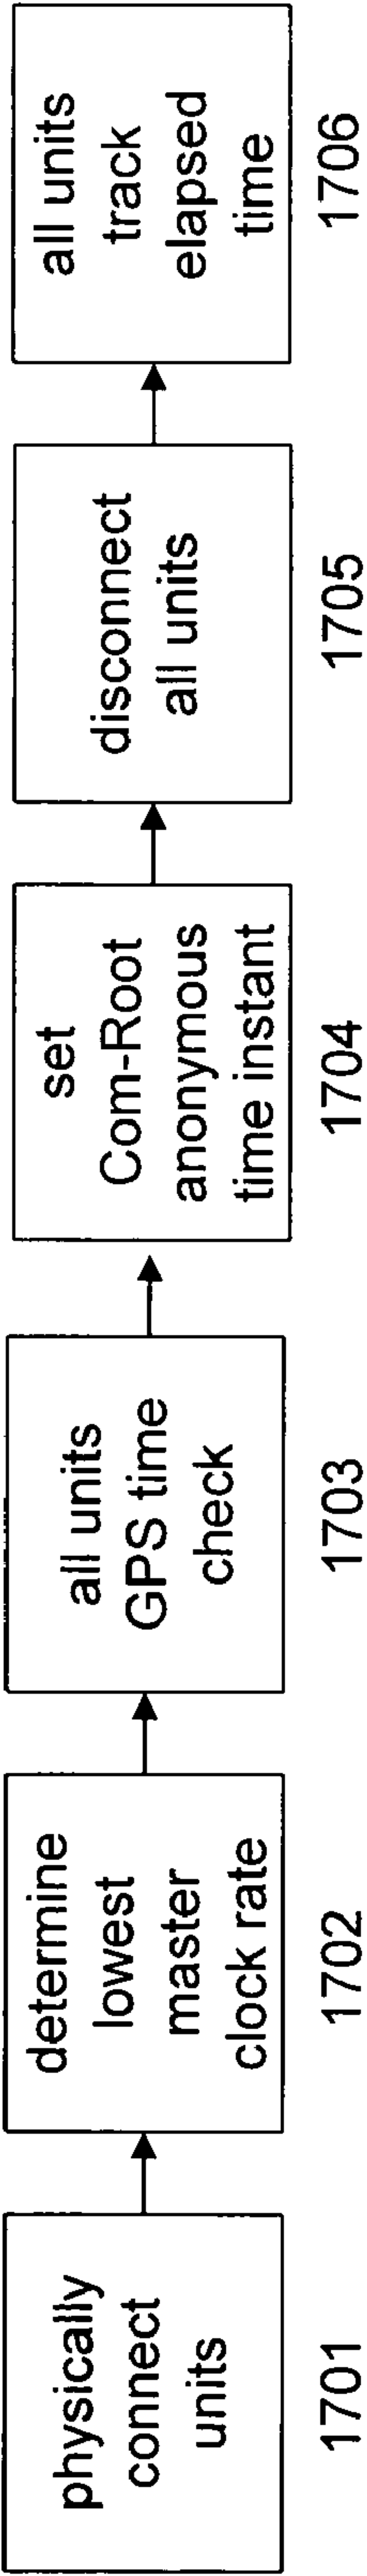 physically
connect
units
1701
determine
lowest
master
clock rate
1702
all units
GPS time
check
1703
set
Com-Root
anonymous
time instant
1704
disconnect
all units
1705
all units
track
elapsed
time
1706